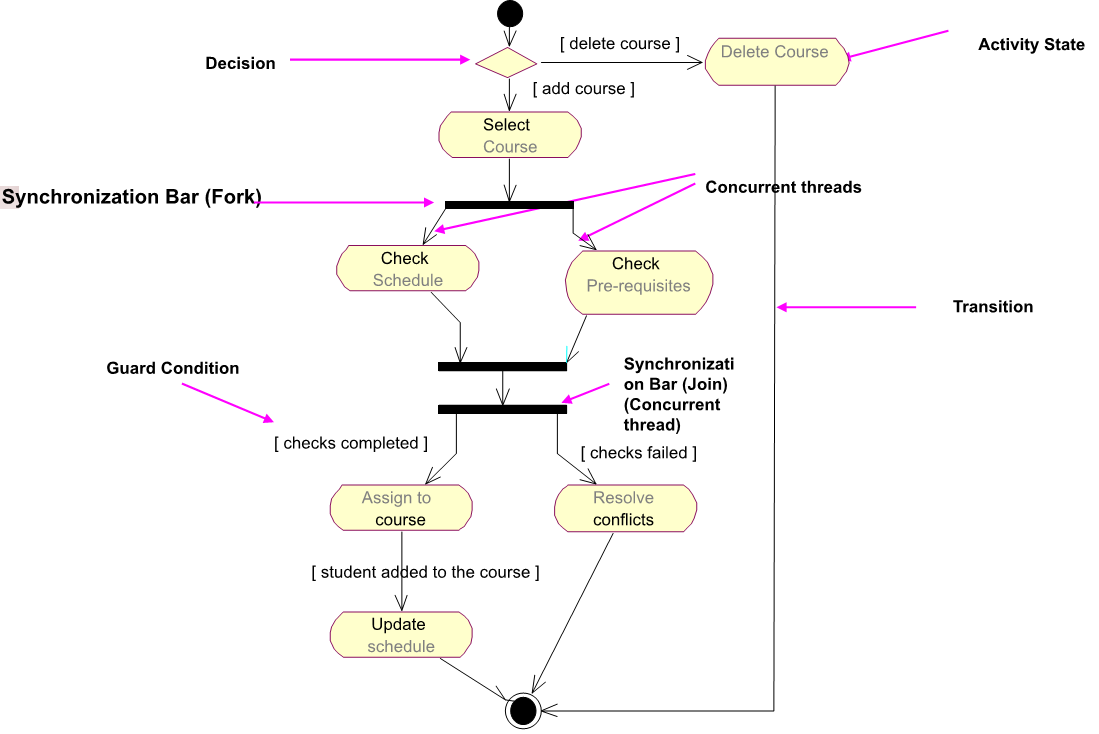 [ delete course ]
Delete Course
Activity State
Decision
[ add course ]
Select
Course
Synchronization Bar (Fork)
Concurrent threads
Check
Schedule
Check
Pre-requisites
Transition
Guard Condition
Synchronizati
on Bar (Join)
(Concurrent
thread)
[ checks completed ]
[ checks failed ]
Assign to
course
Resolve
conflicts
[ student added to the course ]
Update
schedule